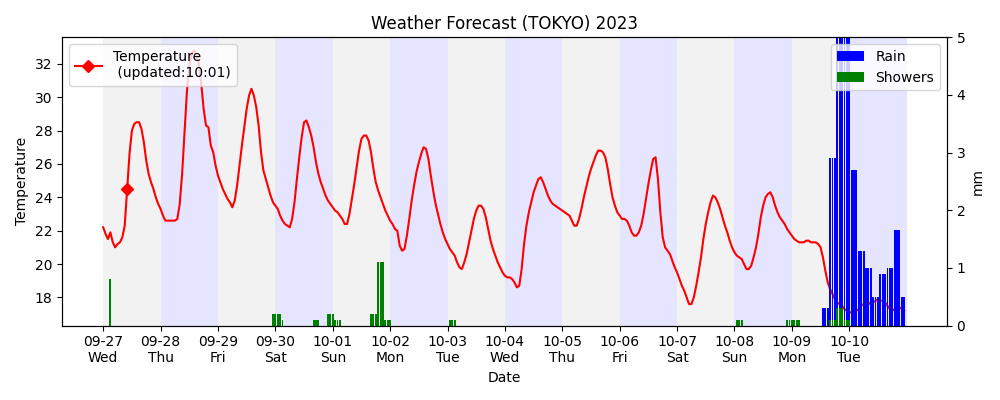 Weather Forecast (TOKYO) 2023
Temperature
(updated:10:01)
Rain
Showers
Temperature
32
30
28
26
24
22
20
18
5
4
3
2
1
0
mm
09-27 09-28 09-29 09-30 10-01 10-02 10-03 10-04 10-05 10-06 10-07 10-08 10-09 10-10
Wed Thu Fri Sat Sun Mon Tue Wed Thu Fri Sat Sun Mon Tue
Date